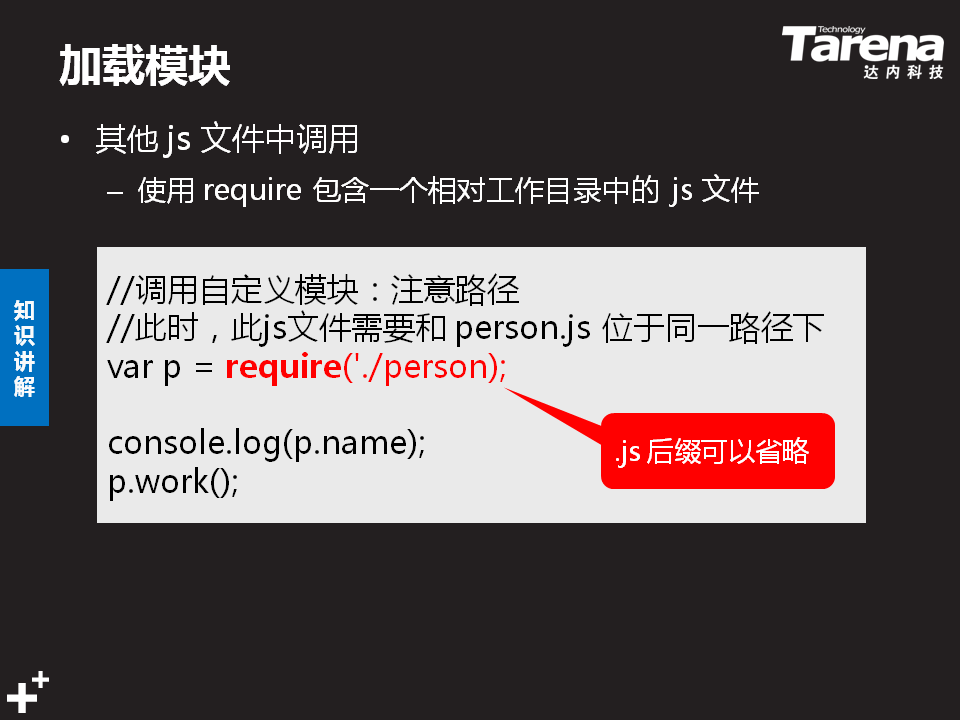 加载模块
Technology
Tarena
达内科技
• 其他 js 文件中调用
– 使用 require 包含一个相对工作目录中的 js 文件
知识讲解
//调用自定义模块：注意路径
//此时，此js文件需要和 person.js 位于同一路径下
var p = require('./person);
console.log(p.name);
p.work();
.js 后缀可以省略